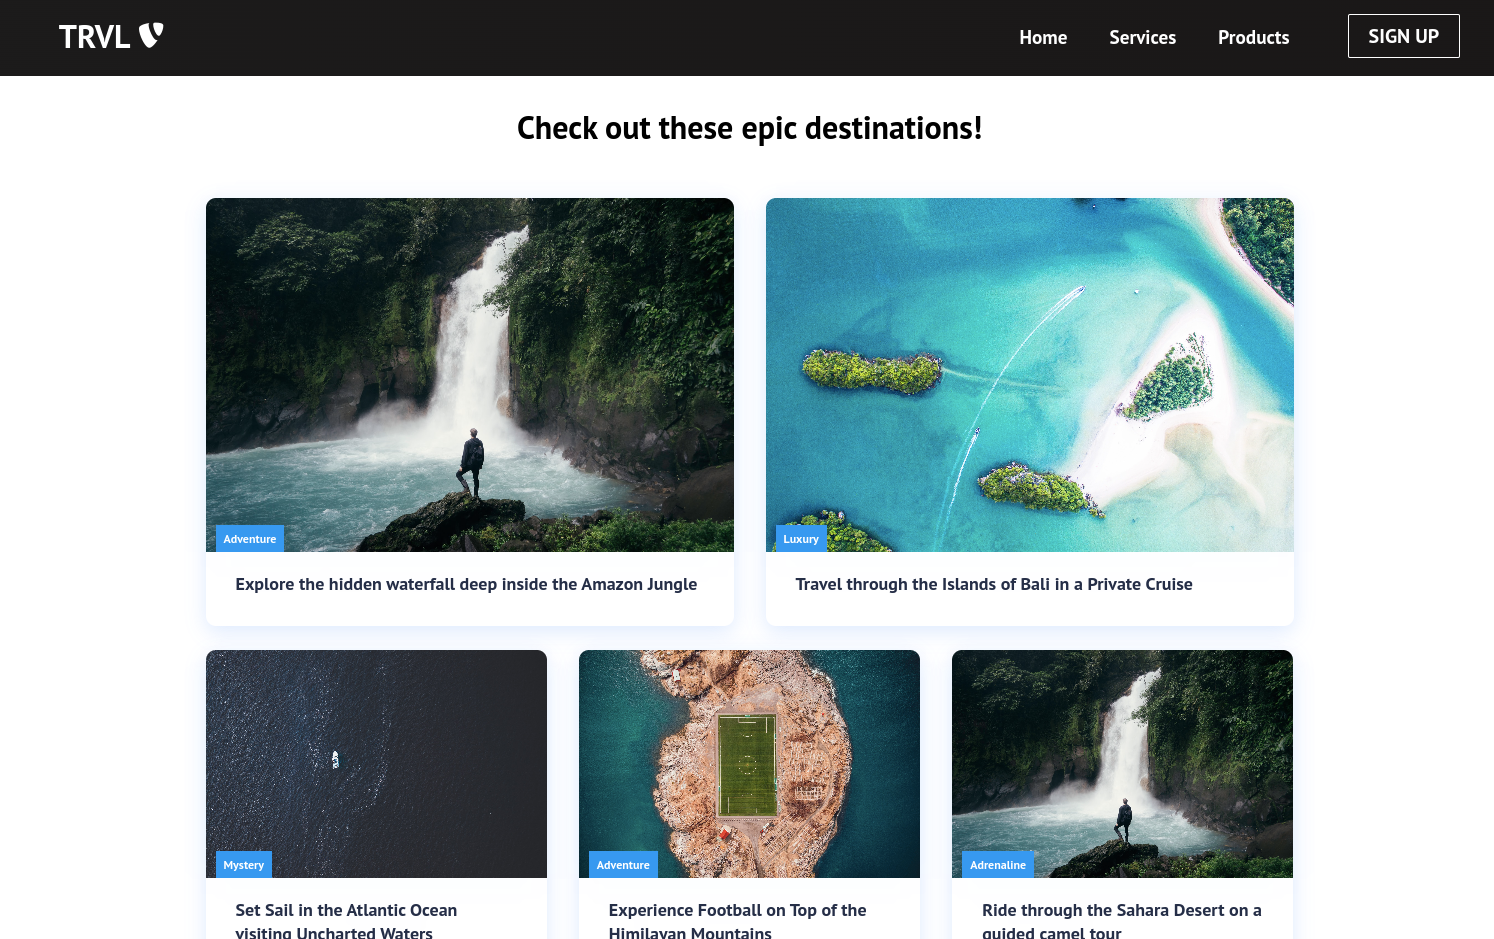 TRVL
Home
Services
Products
SIGN UP
Check out these epic destinations!
Adventure
Luxury
Explore the hidden waterfall deep inside the Amazon Jungle
Travel through the Islands of Bali in a Private Cruise
Mystery
Adventure
Adrenaline
Set Sail in the Atlantic Ocean
visiting Uncharted Waters
Experience Football on Top of the
Himilayan Mountains
Ride through the Sahara Desert on a
guided camel tour